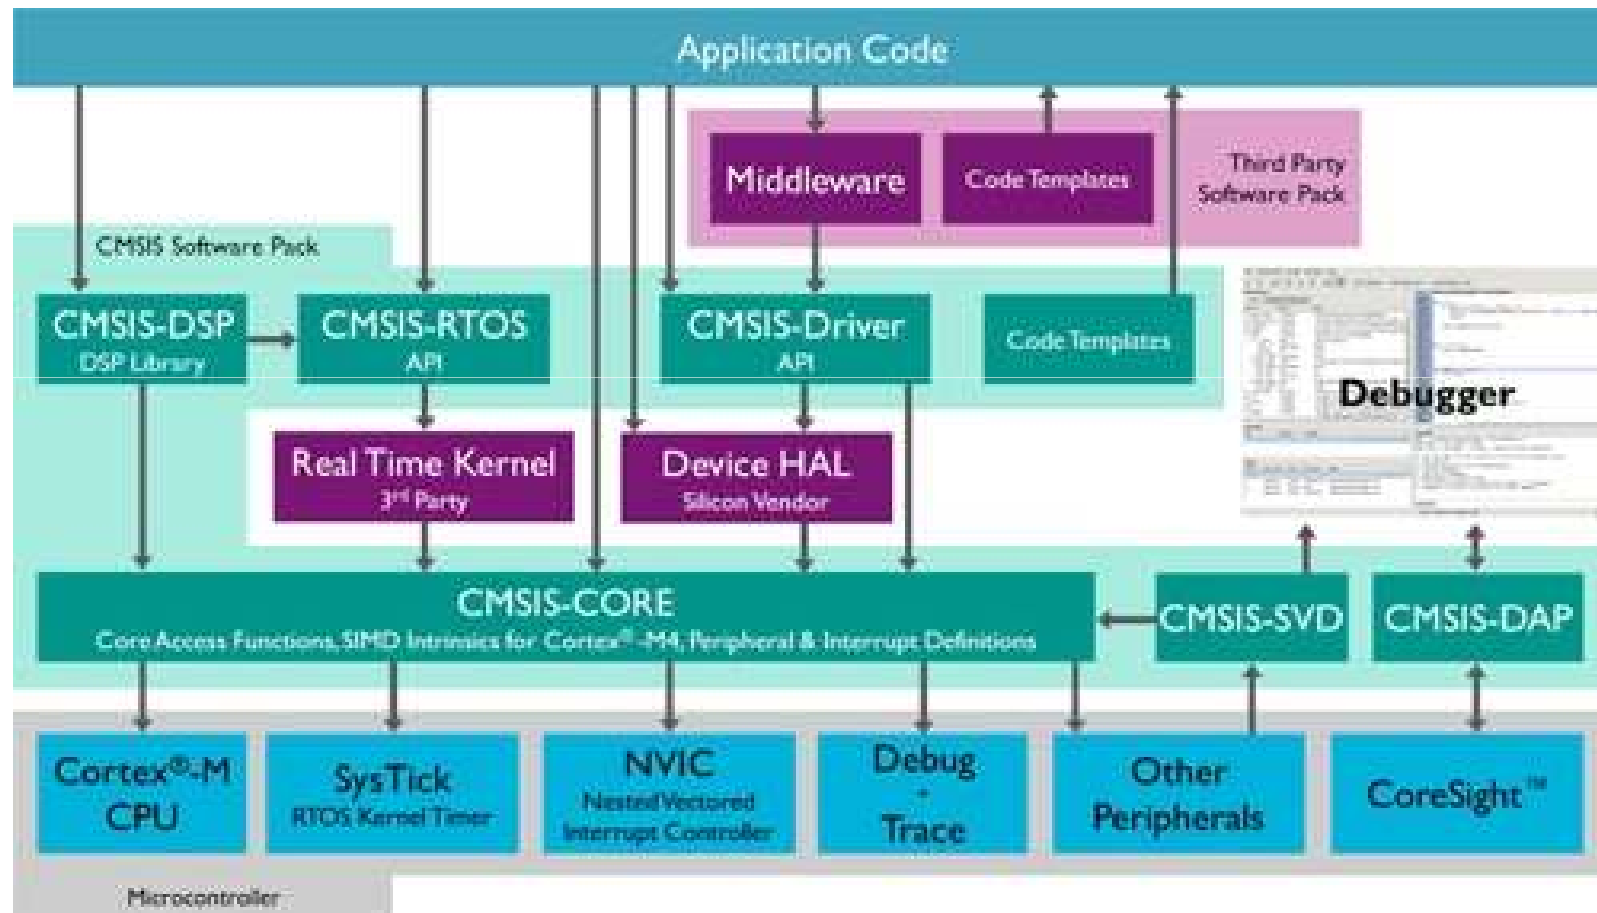 Application Code
Middleware
Code Templates
Third Party
Software Pack
CMSIS Software Pack
CMSIS-DSP
DSP Library
CMSIS-RTOS
API
CMSIS-Driver
API
Code Templates
Debugger
Real Time Kernel
3rd Party
Device HAL
Silicon Vendor
CMSIS-CORE
Core Access Functions, SIMD Intrinsics for Cortex®-M4, Peripheral & Interrupt Definitions
CMSIS-SVD
CMSIS-DAP
Cortex®-M
CPU
SysTick
RTOS Kernel Timer
NVIC
Nested Vectored
Interrupt Controller
Debug
Trace
Other
Peripherals
CoreSight™
Microcontroller